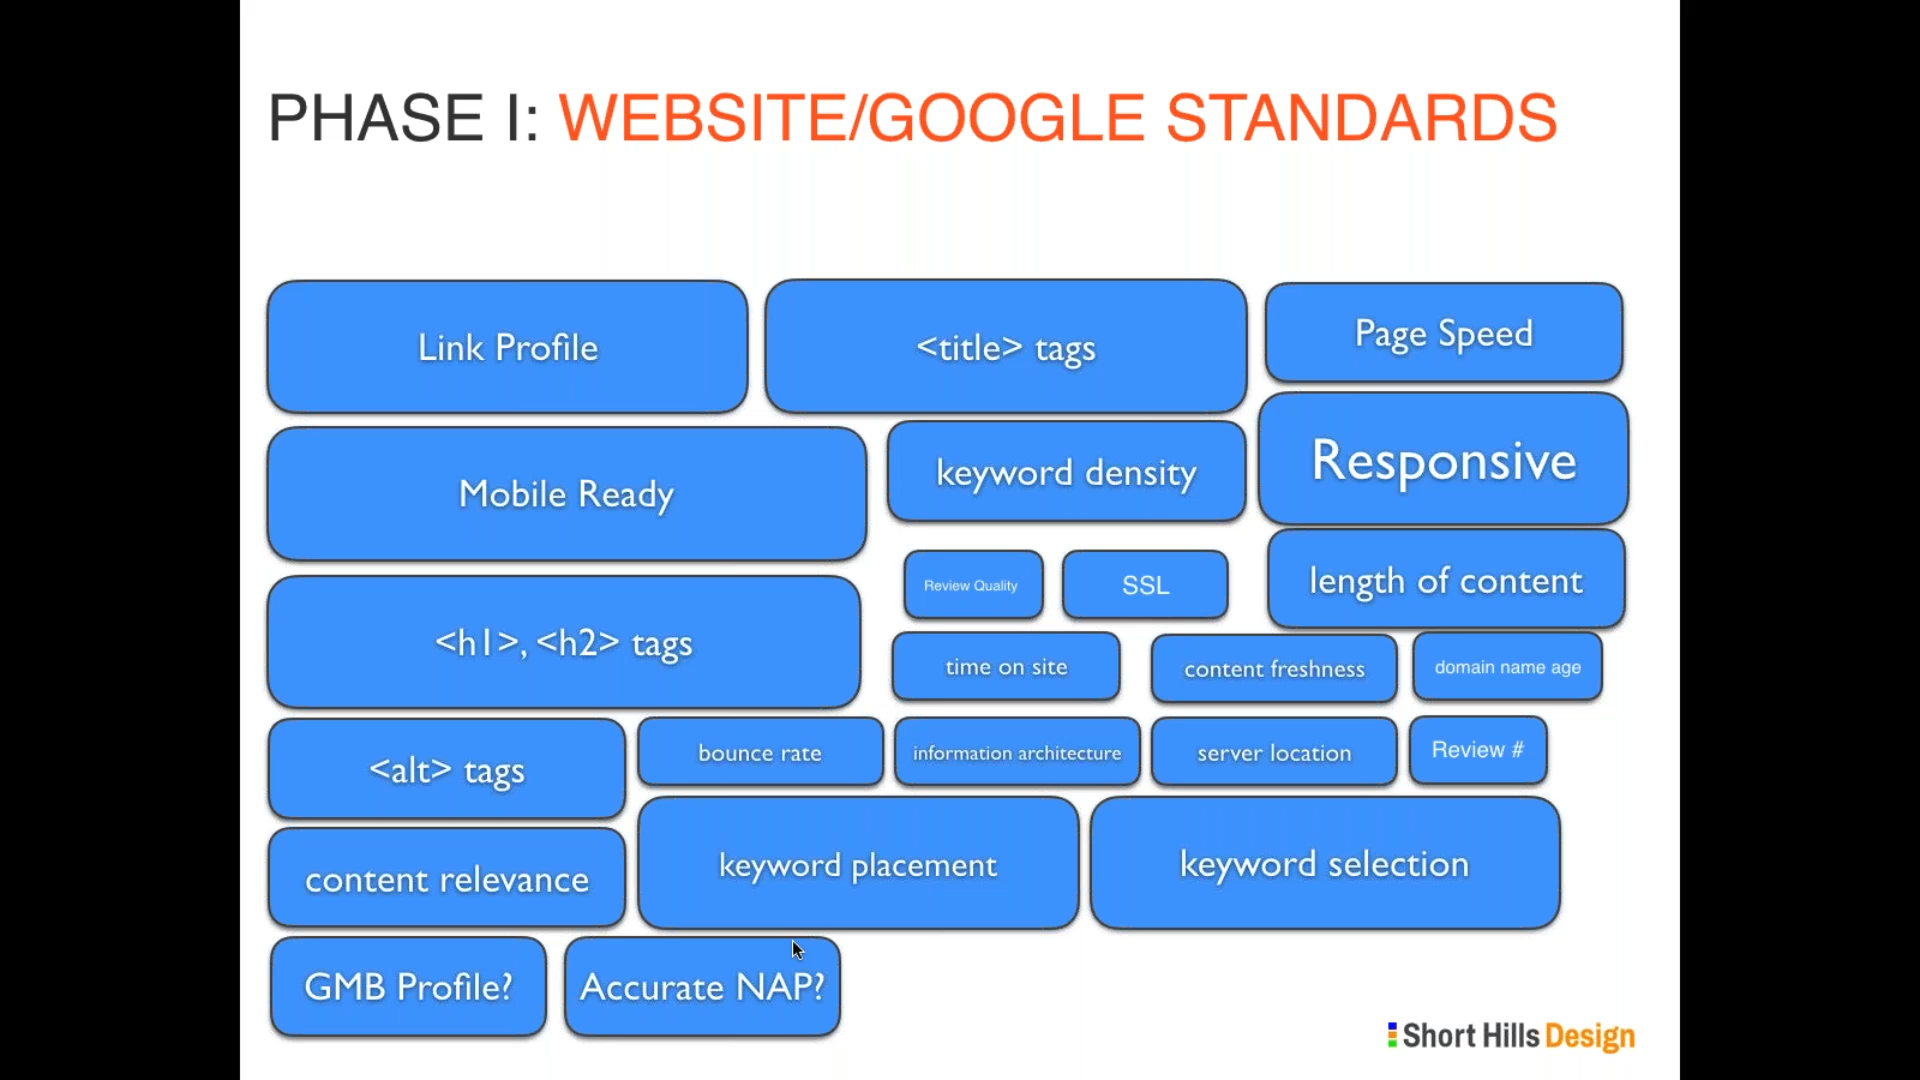 PHASE I: WEBSITE/GOOGLE STANDARDS
Link Profile
<title> tags
Page Speed
Mobile Ready
keyword density
Responsive
Review Quality
SSL
length of content
<h1>, <h2> tags
time on site
content freshness
domain name age
<alt> tags
bounce rate
information architecture
server location
Review #
content relevance
keyword placement
keyword selection
GMB Profile?
Accurate NAP?
Short Hills Design